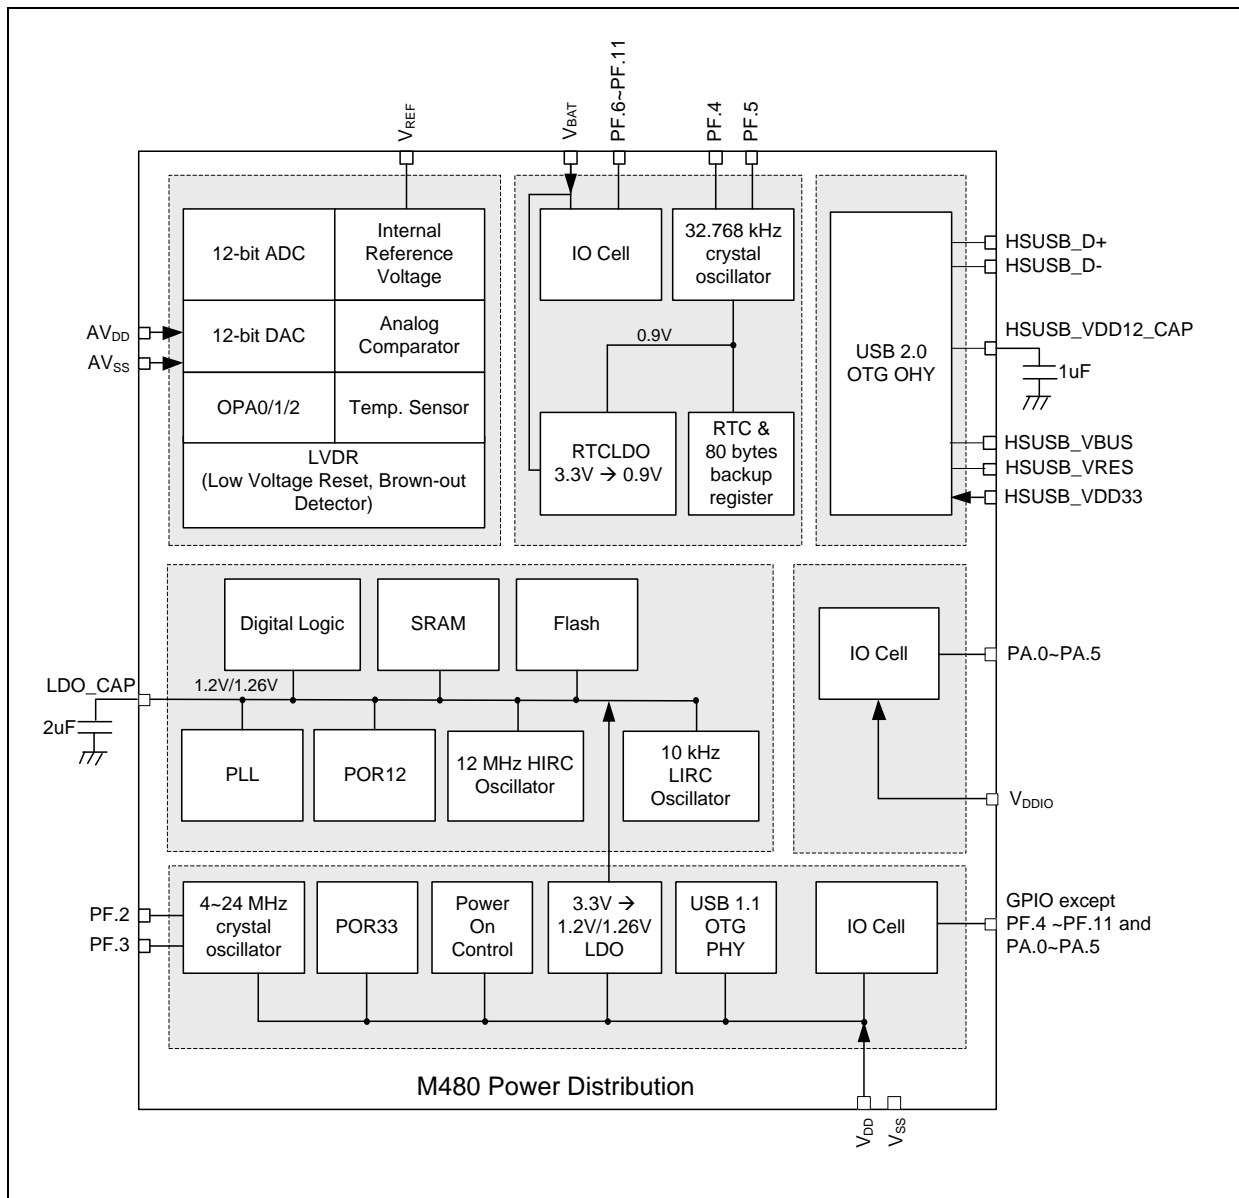 VREF
VBAT
PF.6~PF.11
PF.4
PF.5
12-bit ADC
Internal
Reference
Voltage
12-bit DAC
Analog
Comparator
OPA0/1/2
Temp. Sensor
LVDR
(Low Voltage Reset, Brown-out
Detector)
AVDD
AVSS
IO Cell
32.768 kHz
crystal
oscillator
0.9V
RTCLDO
3.3V → 0.9V
RTC &
80 bytes
backup
register
USB 2.0
OTG OHY
HSUSB_D+
HSUSB_D-
HSUSB_VDD12_CAP
1uF
HSUSB_VBUS
HSUSB_VRES
HSUSB_VDD33
Digital Logic
SRAM
Flash
LDO_CAP
1.2V/1.26V
2uF
PLL
POR12
12 MHz HIRC
Oscillator
10 kHz
LIRC
Oscillator
IO Cell
PA.0~PA.5
VDDIO
PF.2
PF.3
4~24 MHz
crystal
oscillator
POR33
Power
On
Control
3.3V →
1.2V/1.26V
LDO
USB 1.1
OTG
PHY
IO Cell
GPIO except
PF.4 ~PF.11 and
PA.0~PA.5
M480 Power Distribution
VDD
VSS